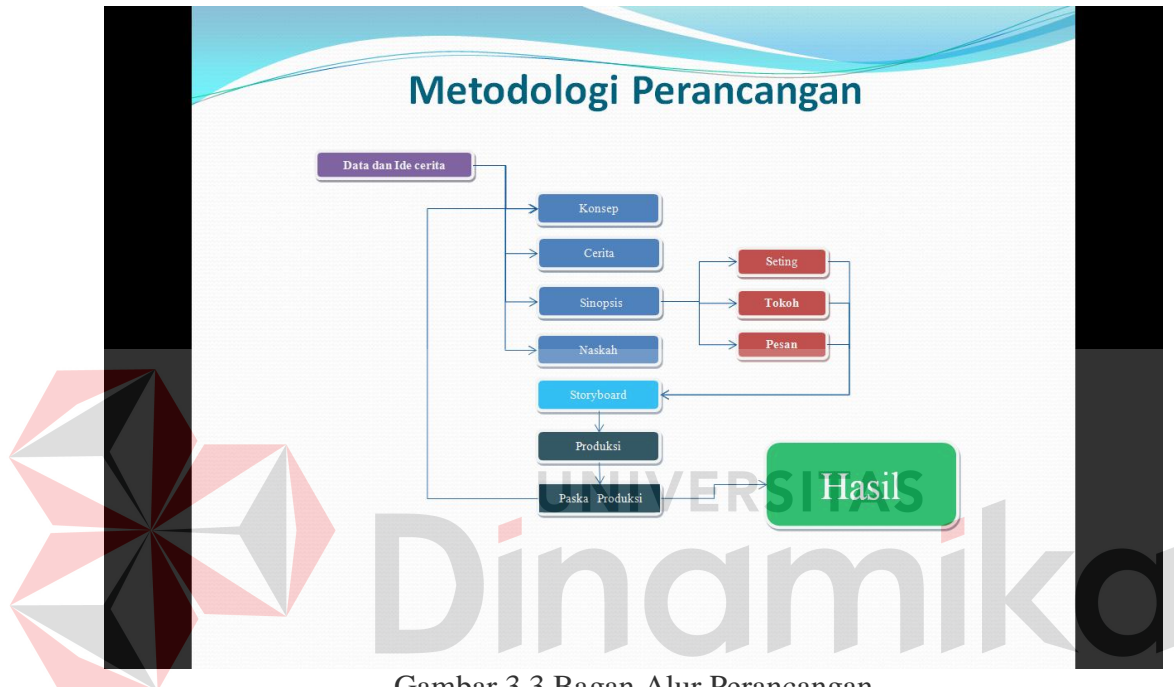 Metodologi Perancangan
Data dan Ide cerita
Konsep
Cerita
Sinopsis
Naskah
Seting
Tokoh
Pesan
Storyboard
Produksi
Paska Produksi
Hasil
UNIVERSITAS
Dinamika
Gambar 3.3 Bagan Alur Perancangan